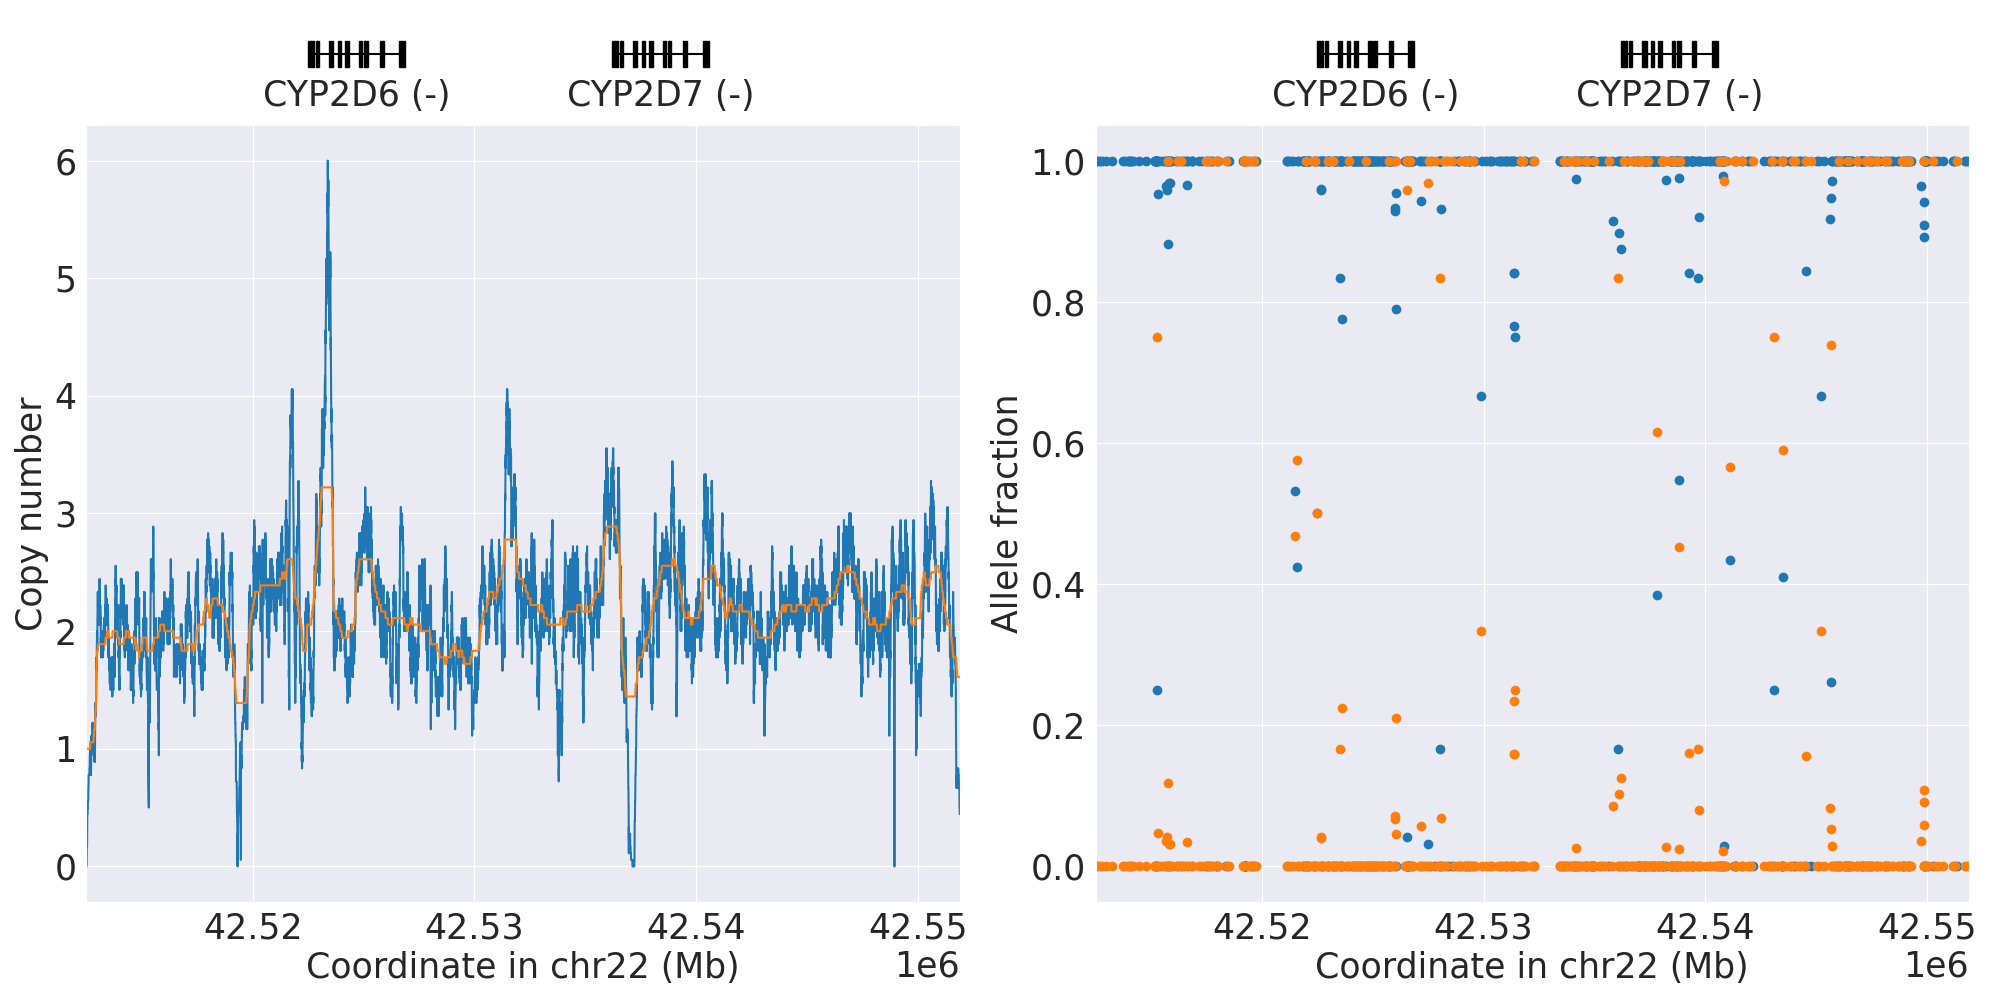 CYP2D6 (-)
CYP2D7 (-)
6
5
4
3
2
1
0
Copy number
42.52
42.53
42.54
42.55
Coordinate in chr22 (Mb)
1e6
CYP2D6 (-)
CYP2D7 (-)
1.0
0.8
0.6
0.4
0.2
0.0
Allele fraction
42.52
42.53
42.54
42.55
Coordinate in chr22 (Mb)
1e6